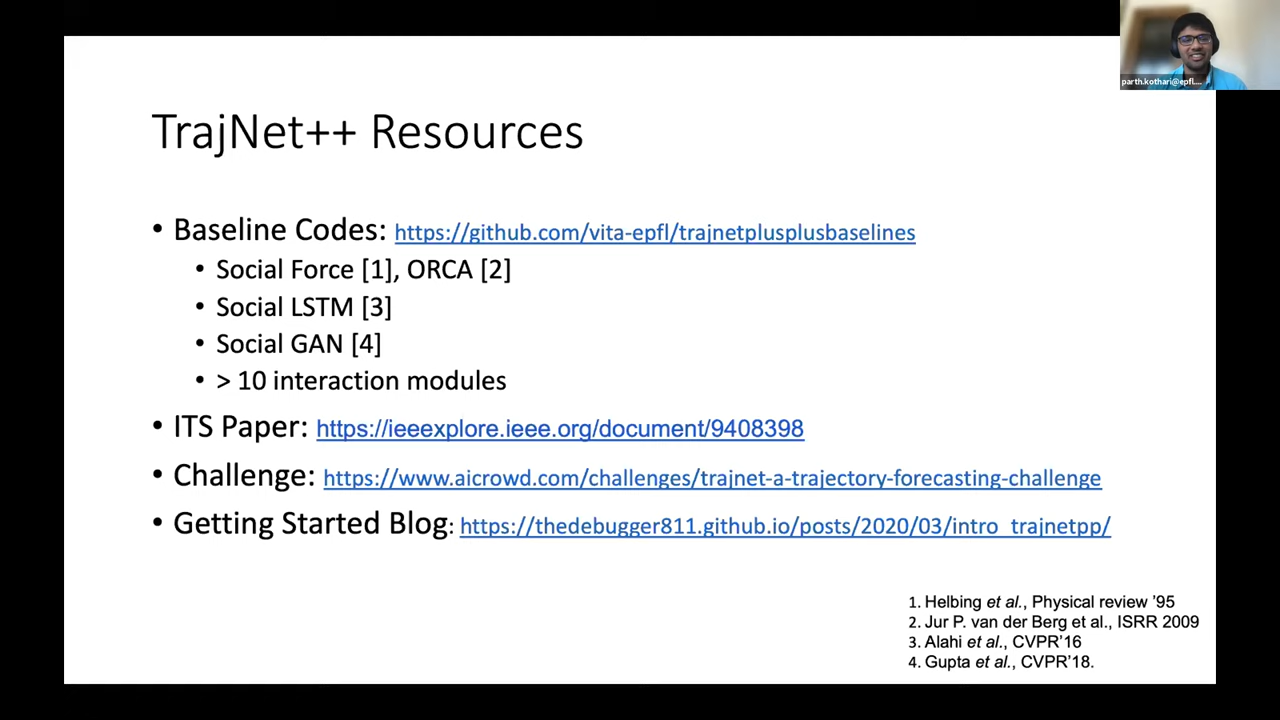 parth.kothari@epfl....
TrajNet++ Resources
• Baseline Codes: https://github.com/vita-epfl/trajnetplusplusbaselines
• Social Force [1], ORCA [2]
• Social LSTM [3]
• Social GAN [4]
• > 10 interaction modules
• ITS Paper: https://ieeexplore.ieee.org/document/9408398
• Challenge: https://www.aicrowd.com/challenges/trajnet-a-trajectory-forecasting-challenge
• Getting Started Blog: https://thedebugger811.github.io/posts/2020/03/intro_trajnetpp/
1. Helbing et al., Physical review ’95
2. Jur P. van der Berg et al., ISRR 2009
3. Alahi et al., CVPR’16
4. Gupta et al., CVPR’18.